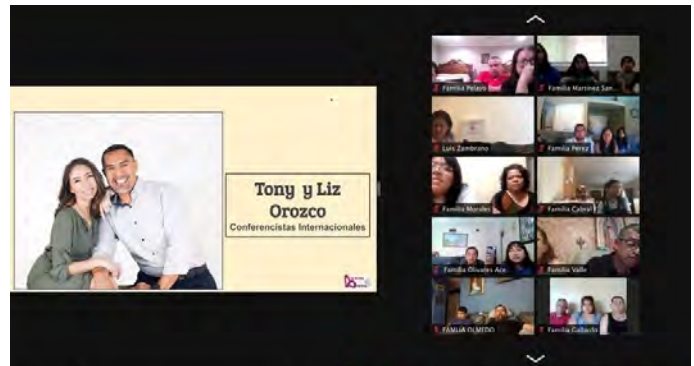 Tony y Liz
Orozco
Conferencistas Internacionales
Familia Pelayo
Familia Martinez San...
Luis Zambrano
Familia Perez
Familia Morales
Familia Cabral
Familia Olivares Ace...
Familia Valle
FAMILIA OLMEDO
Familia Gallardo